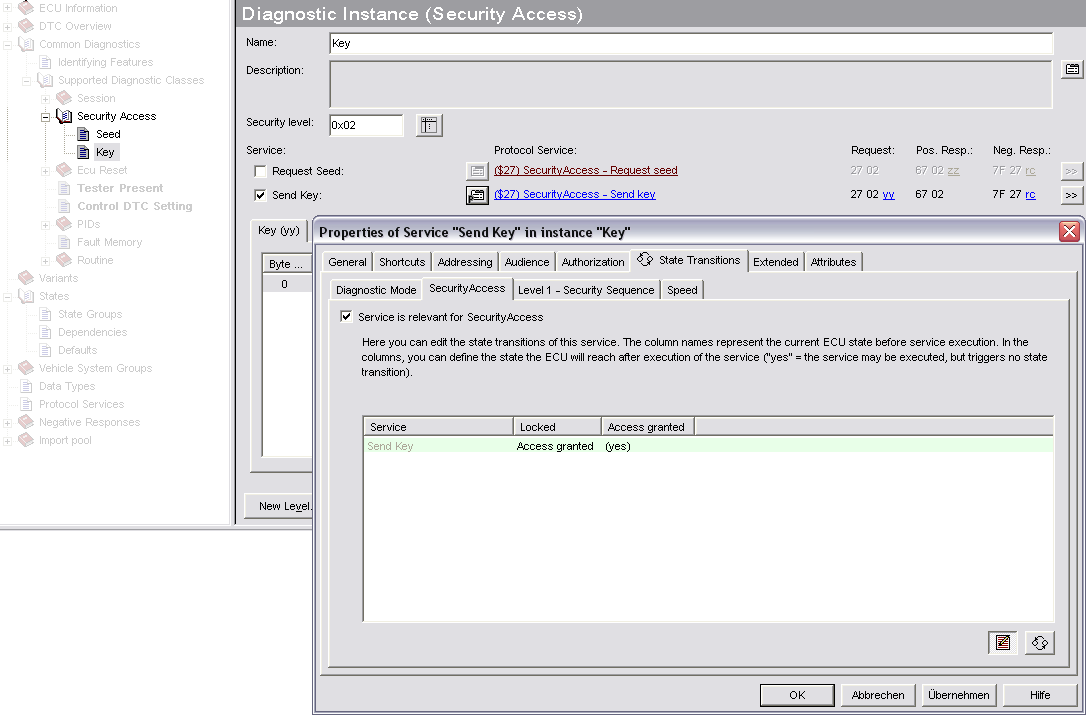 ECU Information
DTC Overview
Common Diagnostics
Identifying Features
Supported Diagnostic Classes
Session
Security Access
Seed
Key
Ecu Reset
Tester Present
Control DTC Setting
PIDs
Fault Memory
Routine
Variants
States
State Groups
Dependencies
Defaults
Vehicle System Groups
Data Types
Protocol Services
Negative Responses
Import pool
Diagnostic Instance (Security Access)
Name: Key
Description:
Security level: 0x02
Service: Protocol Service: Request: Pos. Resp.: Neg. Resp.:
Request Seed: ($27) SecurityAccess - Request seed 27 02 67 02 zz 7F 27 rc >>
Send Key: ($27) SecurityAccess - Send key 27 02 yy 67 02 7F 27 rc >>
Key (yy)
Byte ...
0
New Level.
Properties of Service "Send Key" in instance "Key"
General Shortcuts Addressing Audience Authorization State Transitions Extended Attributes
Diagnostic Mode SecurityAccess Level 1 - Security Sequence Speed
Service is relevant for SecurityAccess
Here you can edit the state transitions of this service. The column names represent the current ECU state before service execution. In the
columns, you can define the state the ECU will reach after execution of the service ("yes" = the service may be executed, but triggers no state
transition).
Service Locked Access granted
Send Key Access granted (yes)
OK Abbrechen Übernehmen Hilfe